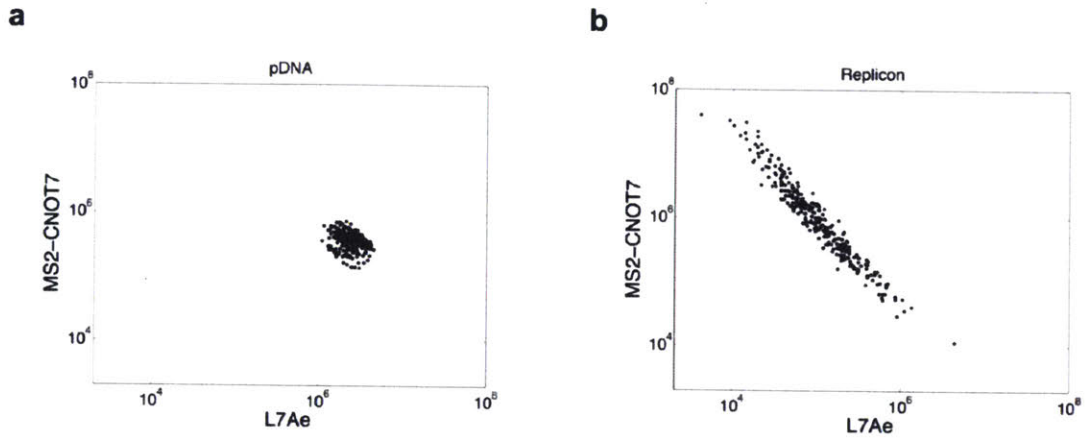 a
pDNA
10⁸
10⁶
10⁴
MS2-CNOT7
10⁴ 10⁶ 10⁸
L7Ae
b
Replicon
10⁸
10⁶
10⁴
MS2-CNOT7
10⁴ 10⁶ 10⁸
L7Ae